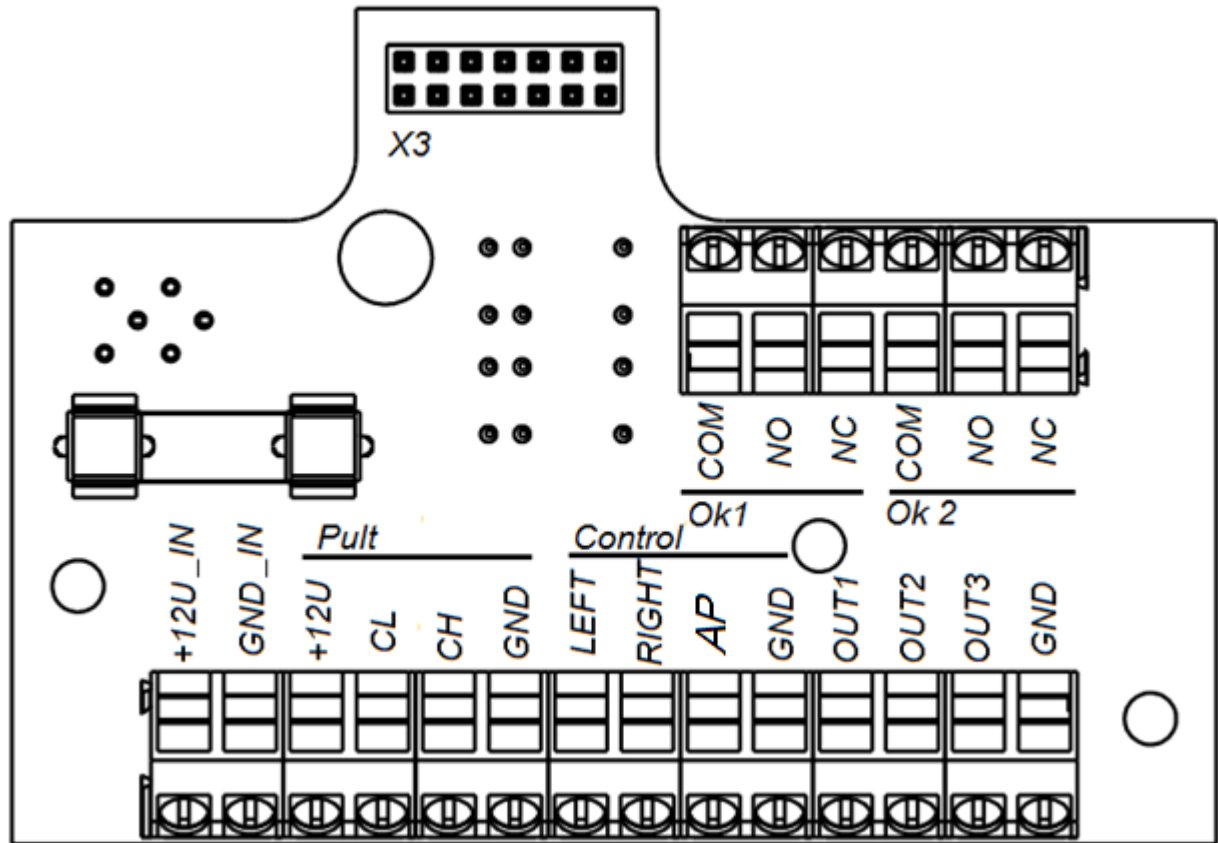 X3
COM NO NC COM NO NC
Ok1 Ok 2
Pult Control
+12U_IN GND_IN +12U CL CH GND LEFT RIGHT AP GND OUT1 OUT2 OUT3 GND